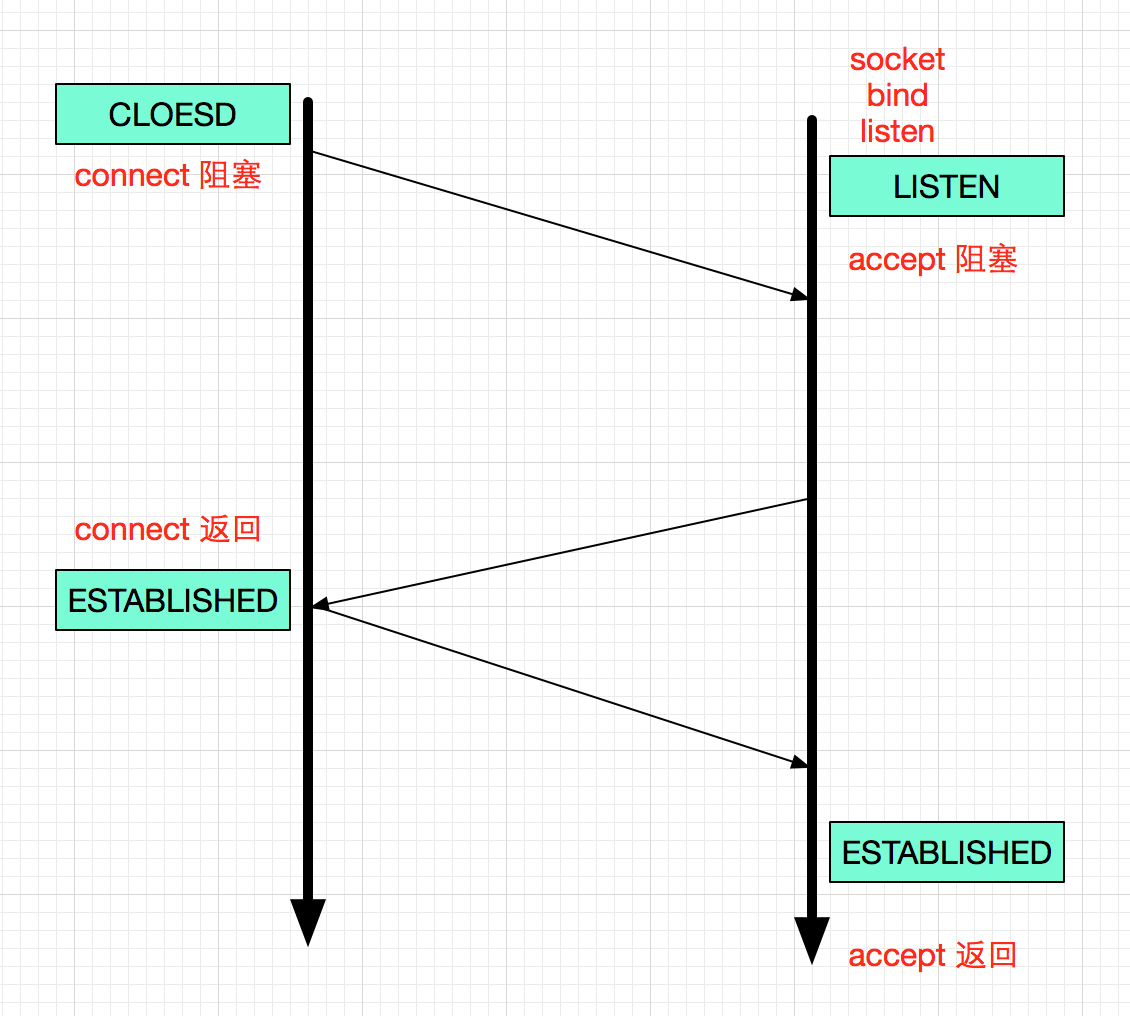 socket
bind
listen
CLOESD
connect 阻塞
LISTEN
accept 阻塞
connect 返回
ESTABLISHED
ESTABLISHED
accept 返回